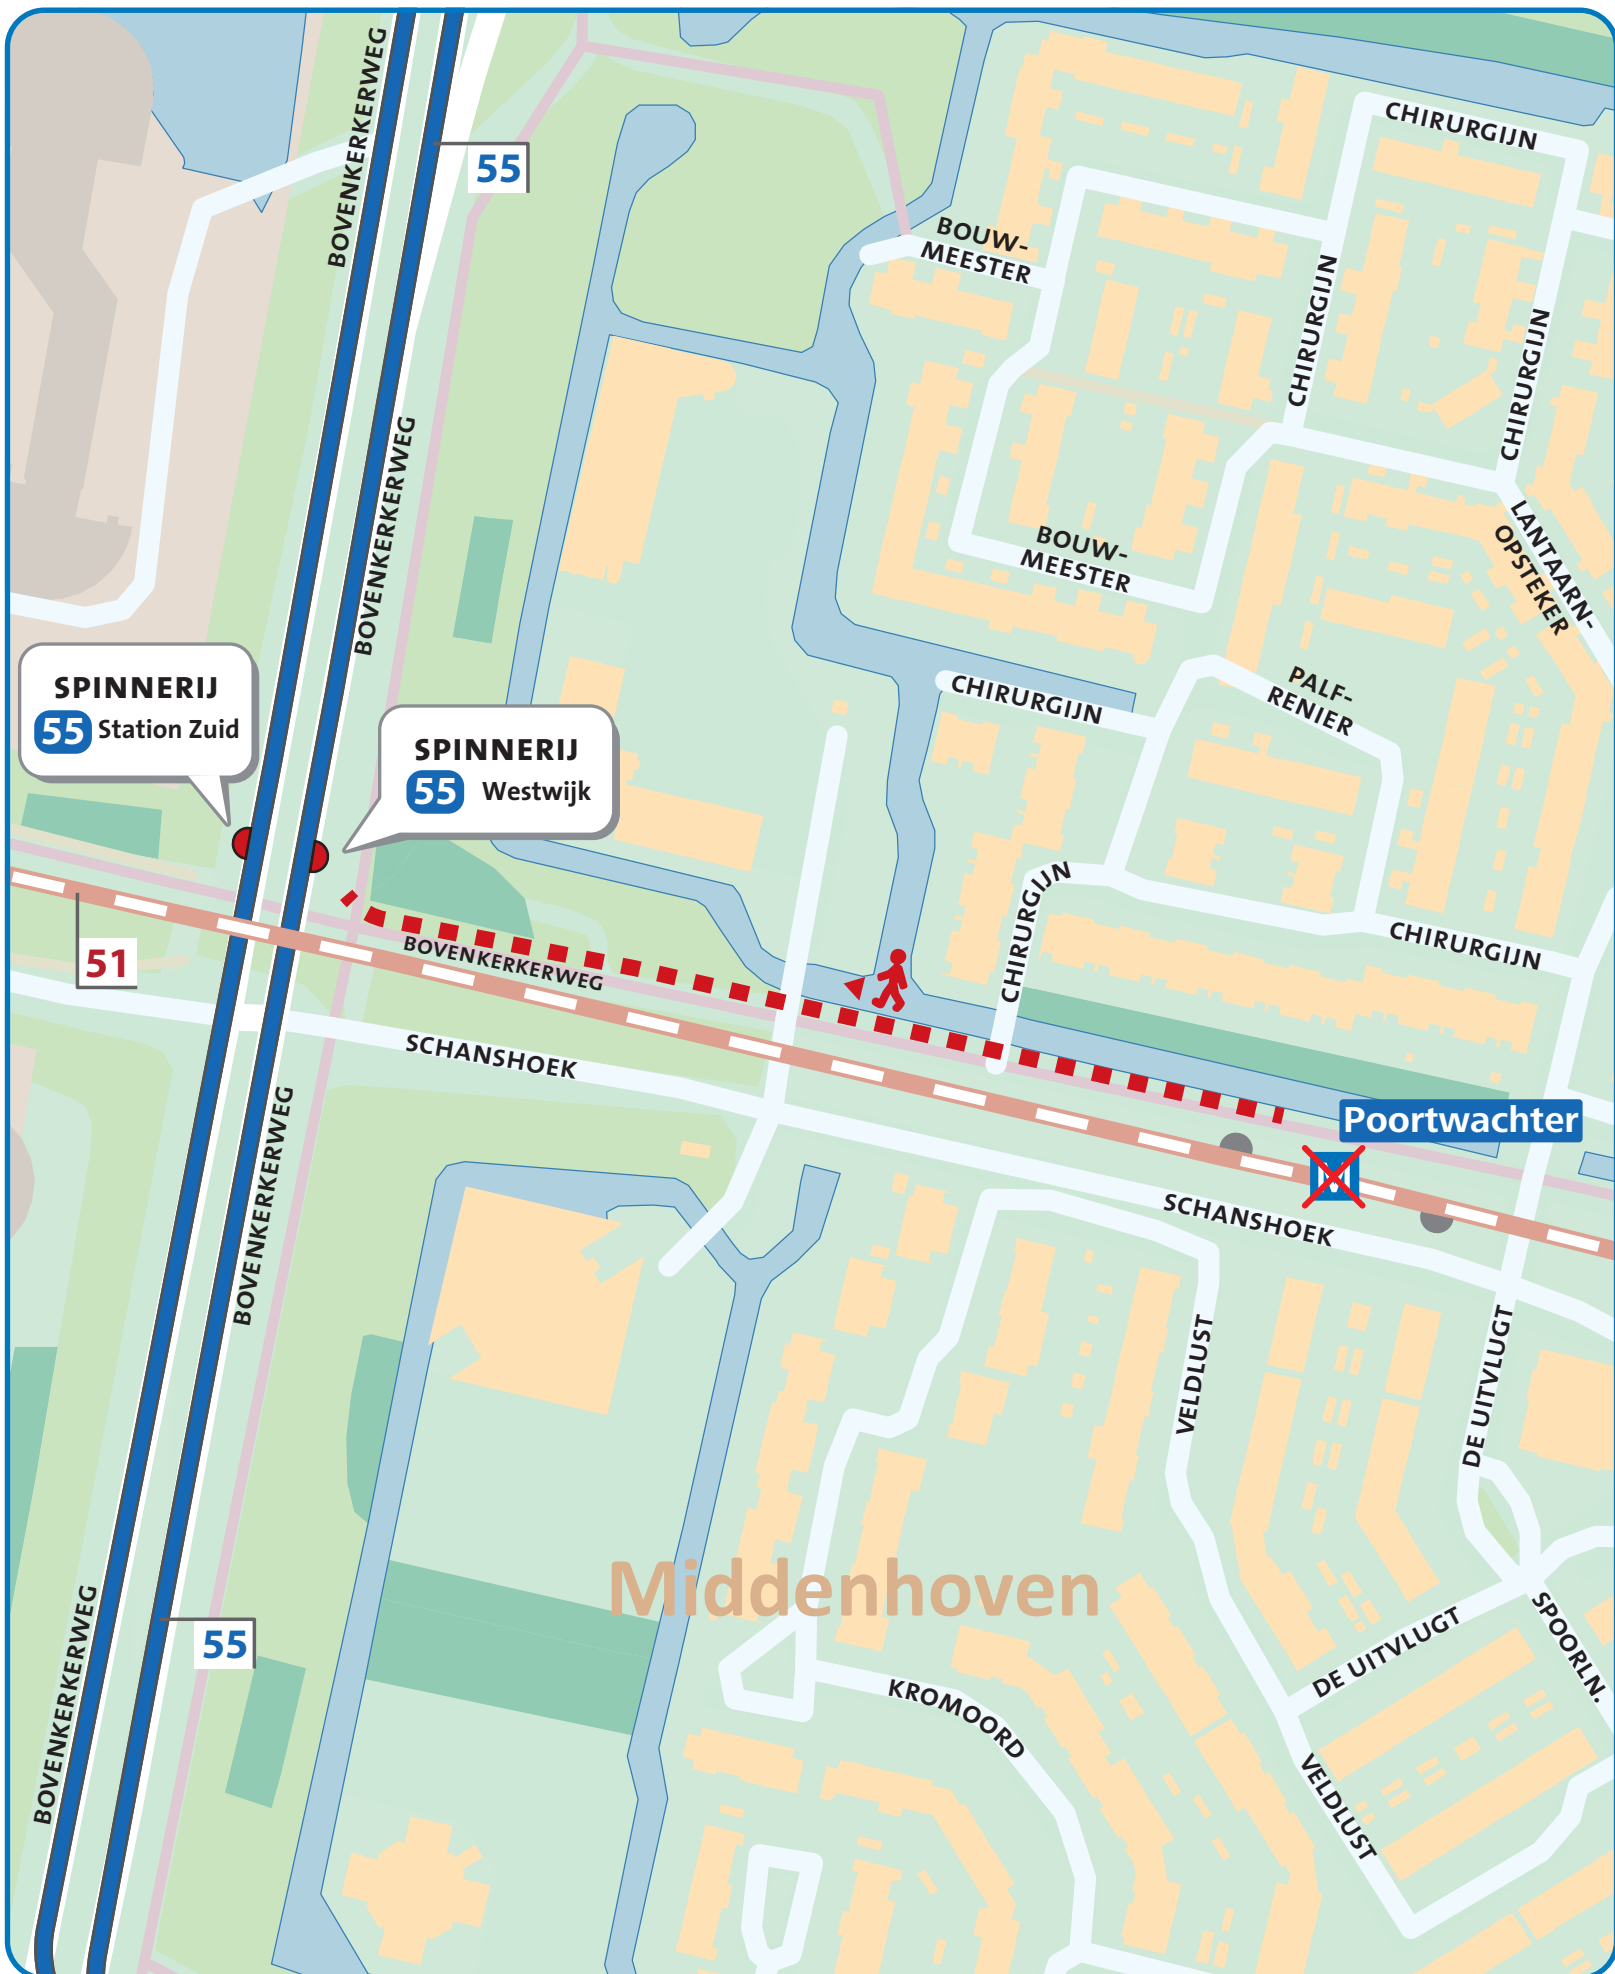 BOVENKERKERWEG
55
CHIRURGIJN
BOUW-
MEESTER
CHIRURGIJN
CHIRURGIJN
BOVENKERKERWEG
BOUW-
MEESTER
LANTAARN-
OPSTEKER
SPINNERIJ
55 Station Zuid
SPINNERIJ
55 Westwijk
CHIRURGIJN
PALF-
RENIER
CHIRURGIJN
CHIRURGIJN
51
BOVENKERKERWEG
SCHANSHOEK
Poortwachter
M
SCHANSHOEK
BOVENKERKERWEG
VELDLUST
DE UITVLUGT
Middenhoven
BOVENKERKERWEG
55
DE UITVLUGT
SPOORLN.
KROMOORD
VELDLUST